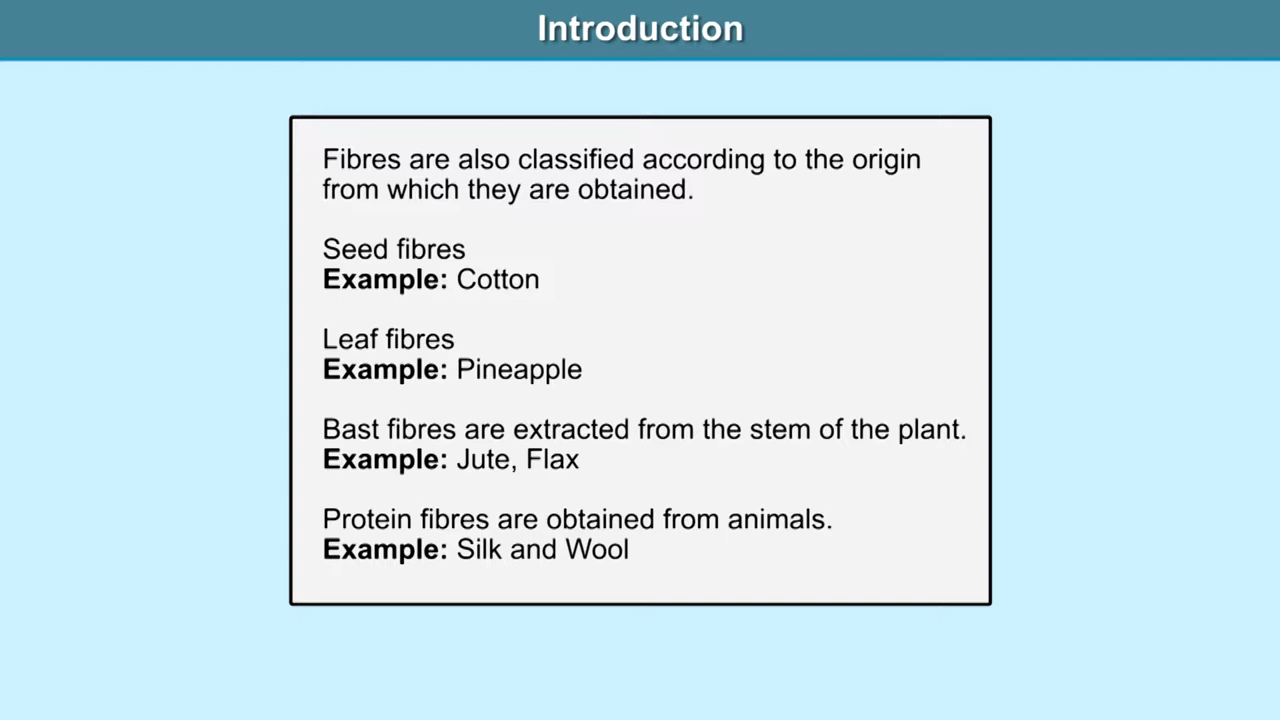 Introduction
Fibres are also classified according to the origin
from which they are obtained.
Seed fibres
Example: Cotton
Leaf fibres
Example: Pineapple
Bast fibres are extracted from the stem of the plant.
Example: Jute, Flax
Protein fibres are obtained from animals.
Example: Silk and Wool